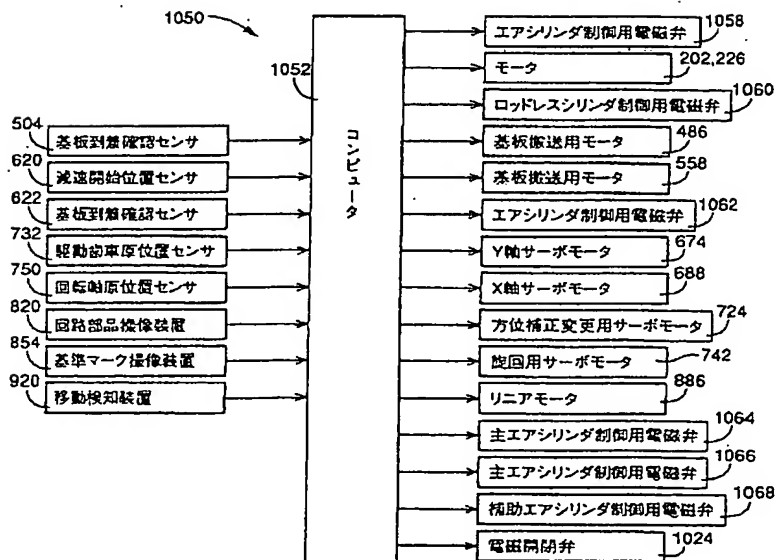 1050
1052
コンピュータ
504
基板到着確認センサ
620
減速開始位置センサ
622
基板到着確認センサ
732
駆動歯車原位置センサ
750
回転軸原位置センサ
820
回路部品撮像装置
854
基準マーク撮像装置
920
移動検知装置
エアシリンダ制御用電磁弁
1058
モータ
202,226
ロッドレスシリンダ制御用電磁弁
1060
基板搬送用モータ
486
基板搬送用モータ
558
エアシリンダ制御用電磁弁
1062
Y軸サーボモータ
674
X軸サーボモータ
688
方位補正変更用サーボモータ
724
旋回用サーボモータ
742
リニアモータ
886
主エアシリンダ制御用電磁弁
1064
主エアシリンダ制御用電磁弁
1066
補助エアシリンダ制御用電磁弁
1068
電磁開閉弁
1024